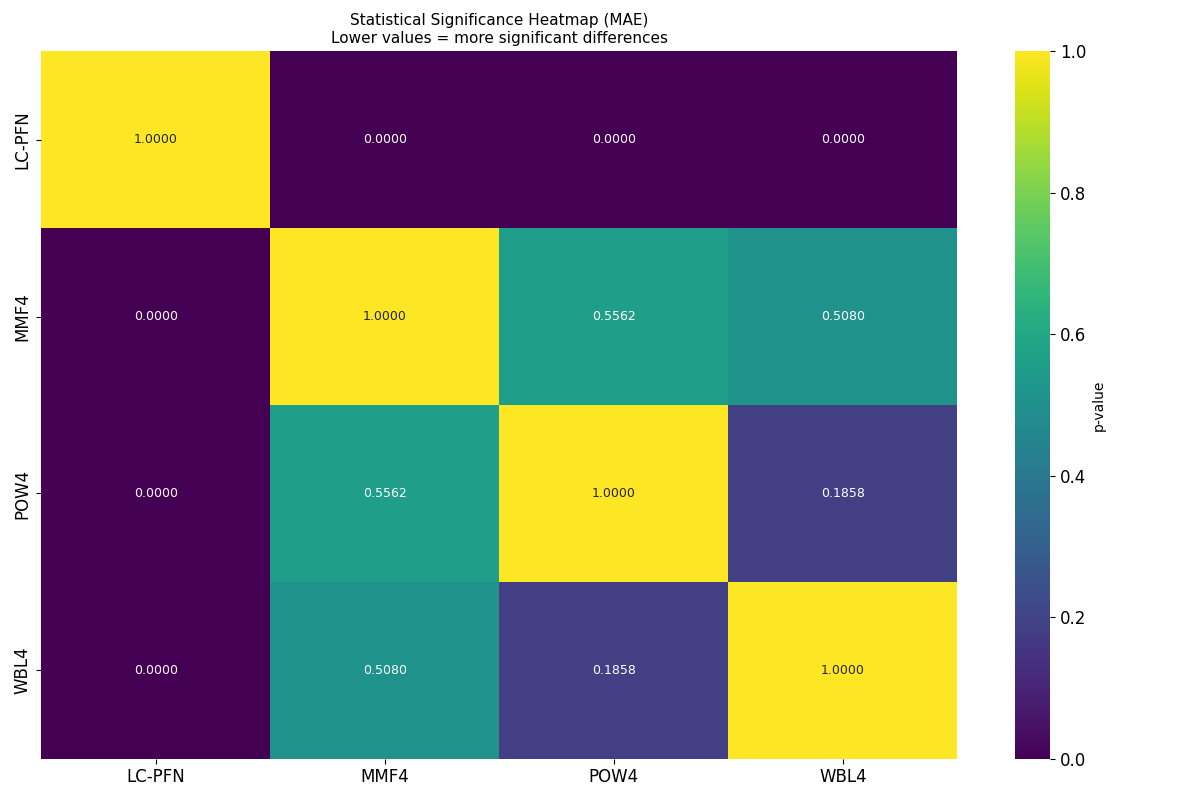 Statistical Significance Heatmap (MAE)
Lower values = more significant differences
LC-PFN
1.0000 0.0000 0.0000 0.0000
MMF4
0.0000 1.0000 0.5562 0.5080
POW4
0.0000 0.5562 1.0000 0.1858
WBL4
0.0000 0.5080 0.1858 1.0000
LC-PFN MMF4 POW4 WBL4
1.0
0.8
0.6
0.4
0.2
0.0
p-value